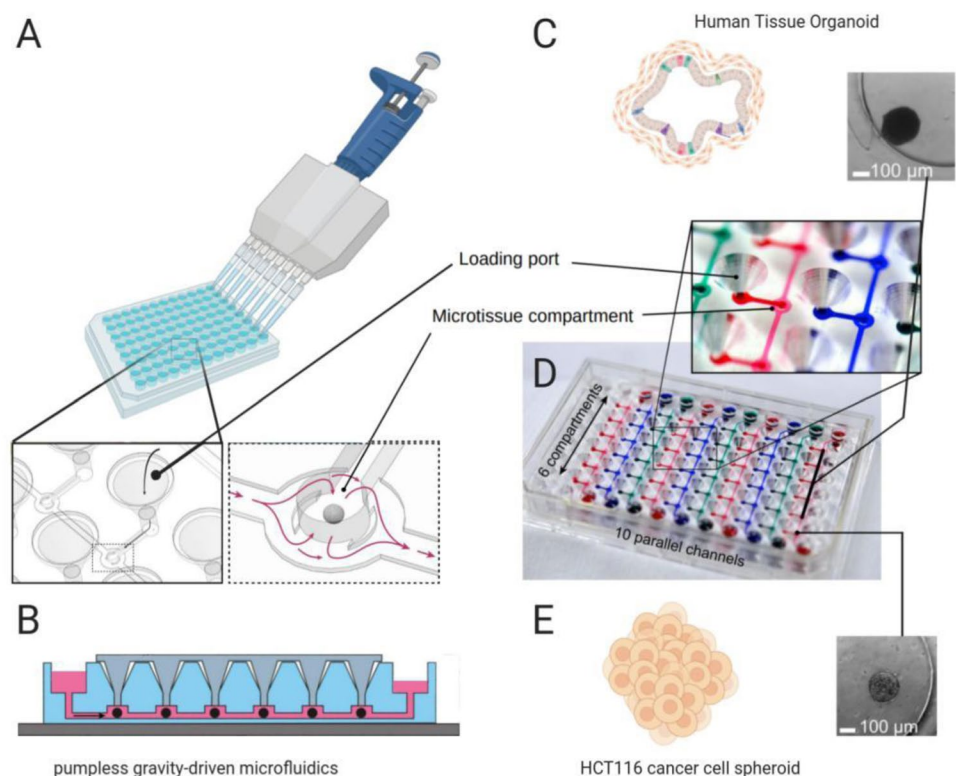 A
C
Human Tissue Organoid
100 µm
Loading port
Microtissue compartment
D
6 compartments
10 parallel channels
B
pumpless gravity-driven microfluidics
E
100 µm
HCT116 cancer cell spheroid